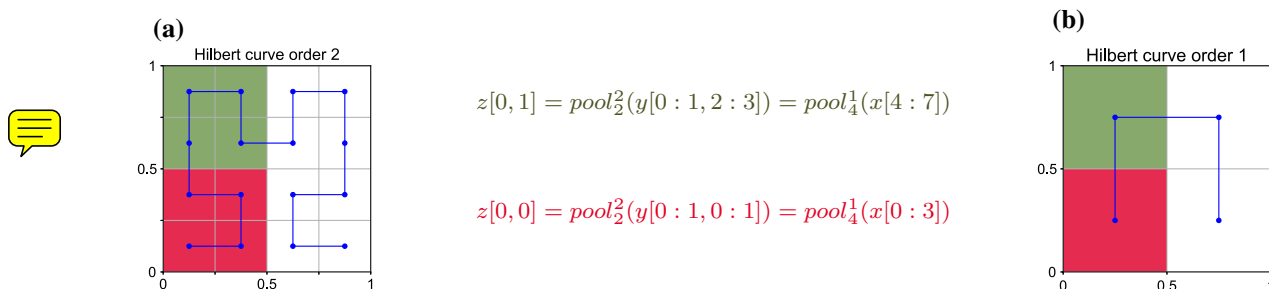 (a)
Hilbert curve order 2
1
0.5
0
0
0.5
1
z[0, 1] = pool_2^2(y[0 : 1, 2 : 3]) = pool_4^1(x[4 : 7])
z[0, 0] = pool_2^2(y[0 : 1, 0 : 1]) = pool_4^1(x[0 : 3])
(b)
Hilbert curve order 1
1
0.5
0
0
0.5
1